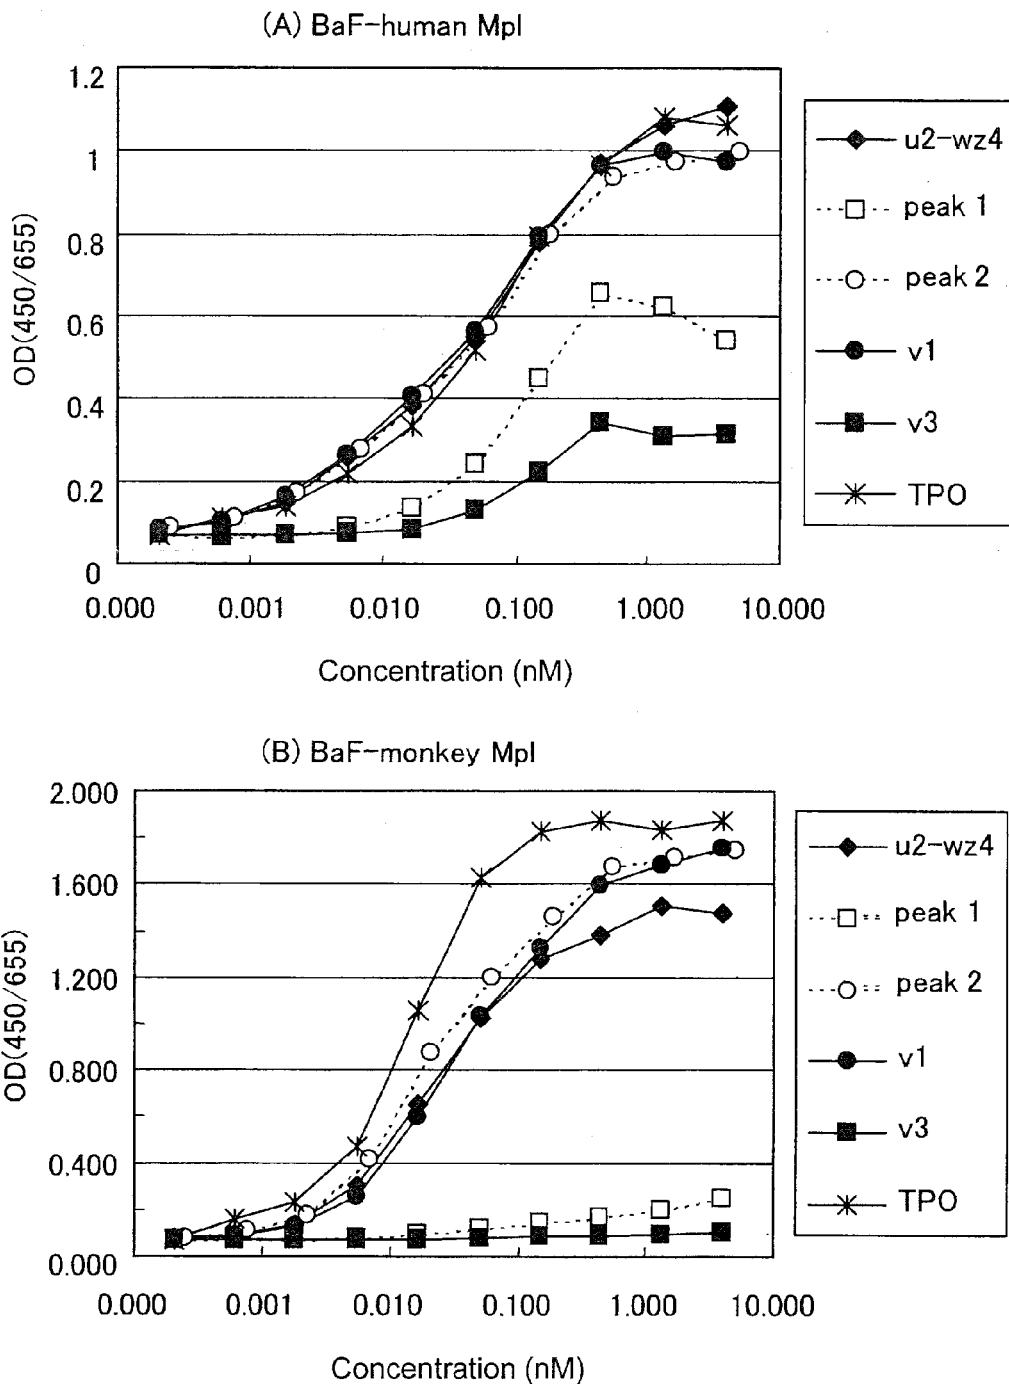 (A) BaF-human Mpl
OD(450/655)
1.2
1
0.8
0.6
0.4
0.2
0
0.000 0.001 0.010 0.100 1.000 10.000
Concentration (nM)
u2-wz4
peak 1
peak 2
v1
v3
TPO
(B) BaF-monkey Mpl
OD(450/655)
2.000
1.600
1.200
0.800
0.400
0.000
0.000 0.001 0.010 0.100 1.000 10.000
Concentration (nM)
u2-wz4
peak 1
peak 2
v1
v3
TPO